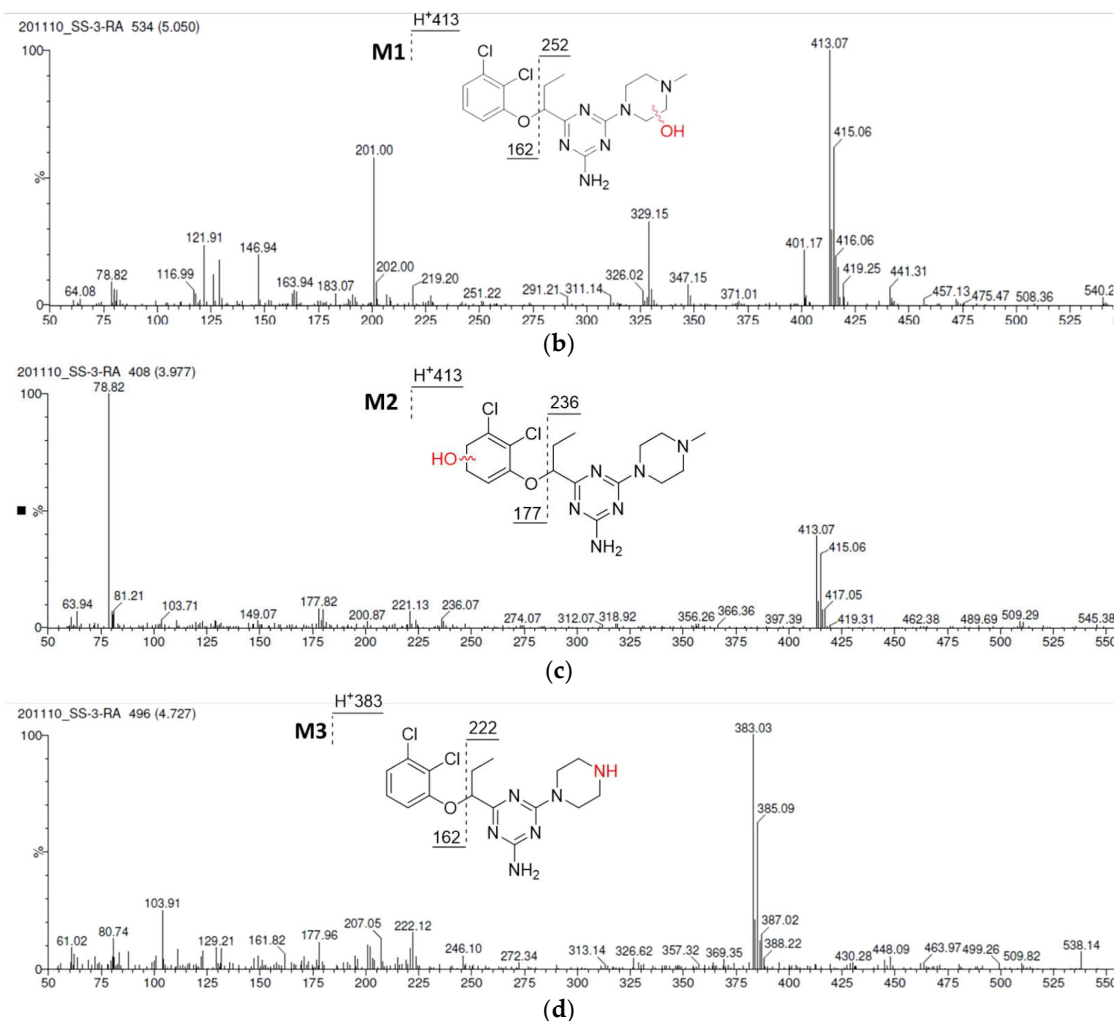 201110_SS-3-RA 534 (5.050)
H+413
M1
252
Cl
Cl
O
N
N
N
N
N
OH
162
NH2
100
%
0
64.08
78.82
116.99
121.91
146.94
163.94
183.07
201.00
202.00
219.20
251.22
291.21
311.14
326.02
329.15
347.15
371.01
401.17
413.07
415.06
416.06
419.25
441.31
457.13
475.47
508.36
540.2
50 75 100 125 150 175 200 225 250 275 300 325 350 375 400 425 450 475 500 525 5
(b)
201110_SS-3-RA 408 (3.977)
H+413
M2
236
Cl
Cl
HO
O
N
N
N
N
N
177
NH2
100
%
0
63.94
78.82
81.21
103.71
149.07
177.82
200.87
221.13
236.07
274.07
312.07
318.92
356.26
366.36
397.39
413.07
415.06
417.05
419.31
462.38
489.69
509.29
545.38
50 75 100 125 150 175 200 225 250 275 300 325 350 375 400 425 450 475 500 525 550
(c)
201110_SS-3-RA 496 (4.727)
H+383
M3
222
Cl
Cl
O
N
N
N
N
NH
162
NH2
100
%
0
61.02
80.74
103.91
129.21
161.82
177.96
207.05
222.12
246.10
272.34
313.14
326.62
357.32
369.35
383.03
385.09
387.02
388.22
430.28
448.09
463.97
499.26
509.82
538.14
50 75 100 125 150 175 200 225 250 275 300 325 350 375 400 425 450 475 500 525 550
(d)